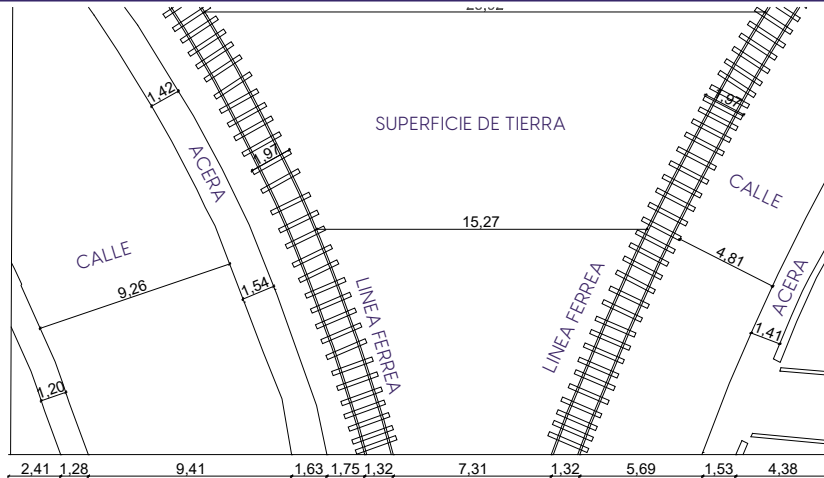 1,42
1,97
SUPERFICIE DE TIERRA
1,97
ACERA
CALLE
15,27
CALLE
4,81
9,26
1,54
LINEA FERREA
LINEA FERREA
ACERA
1,41
1,20
2,41 1,28 9,41 1,63 1,75 1,32 7,31 1,32 5,69 1,53 4,38